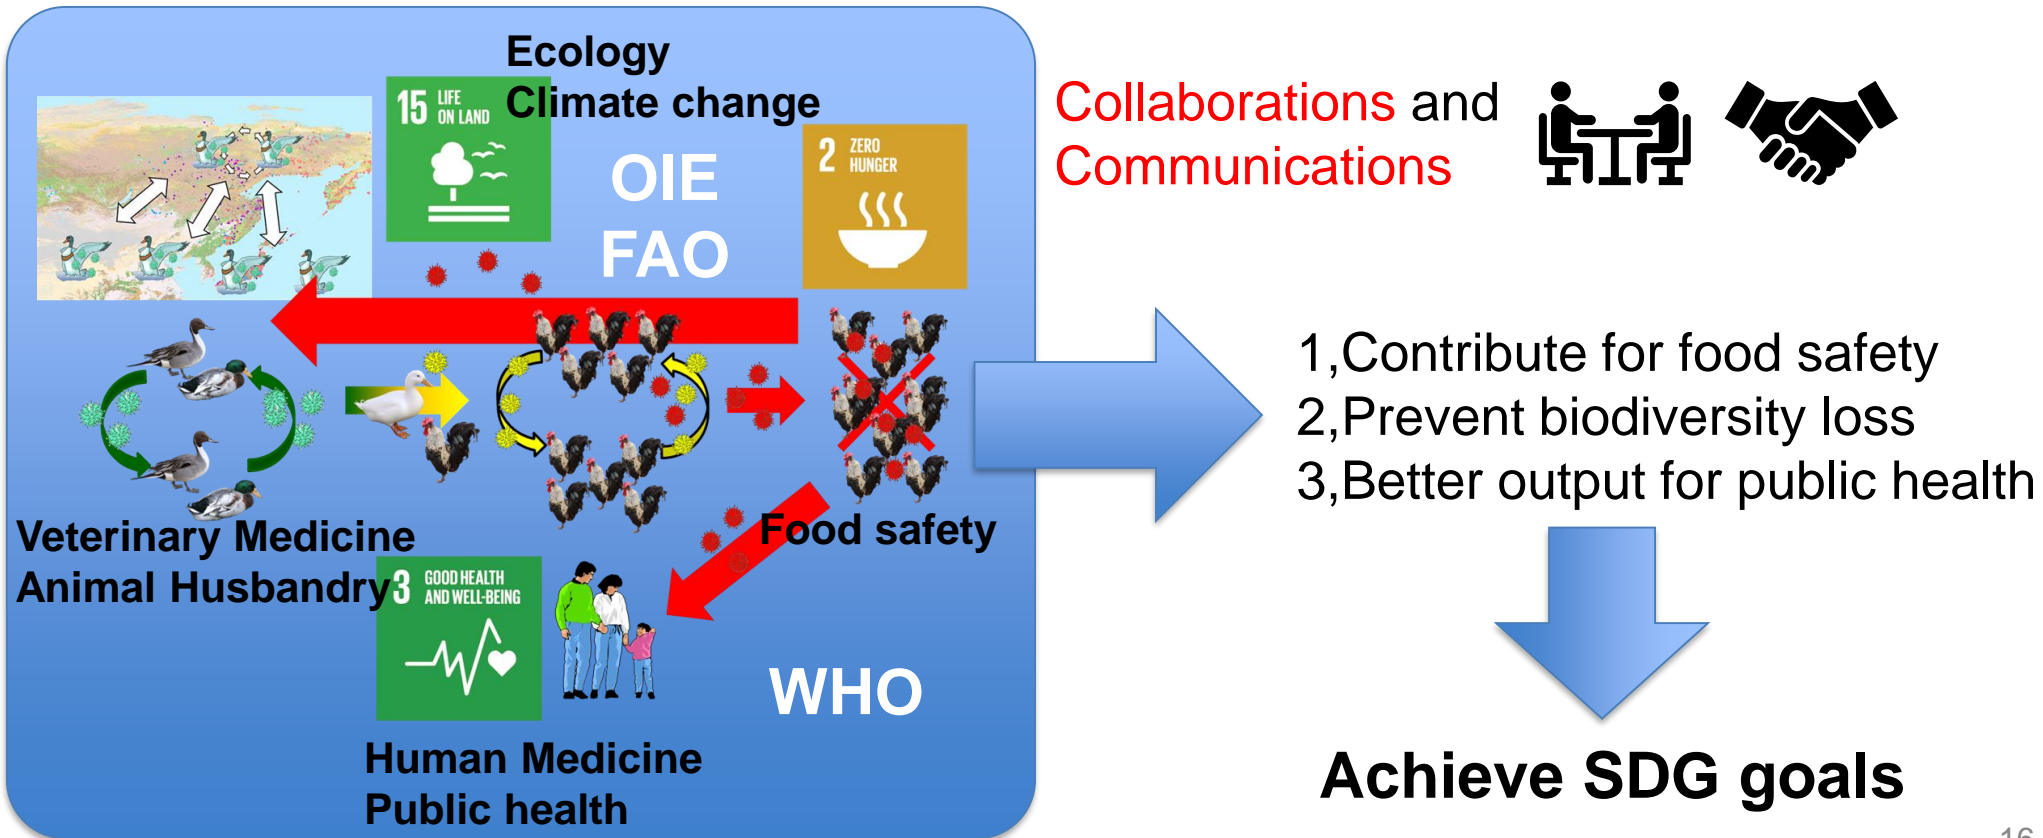 Ecology
Climate change
15 LIFE
ON LAND
OIE
FAO
2 ZERO
HUNGER
Veterinary Medicine
Animal Husbandry
Food safety
3 GOOD HEALTH
AND WELL-BEING
WHO
Human Medicine
Public health
Collaborations and
Communications
1,Contribute for food safety
2,Prevent biodiversity loss
3,Better output for public health
Achieve SDG goals
16